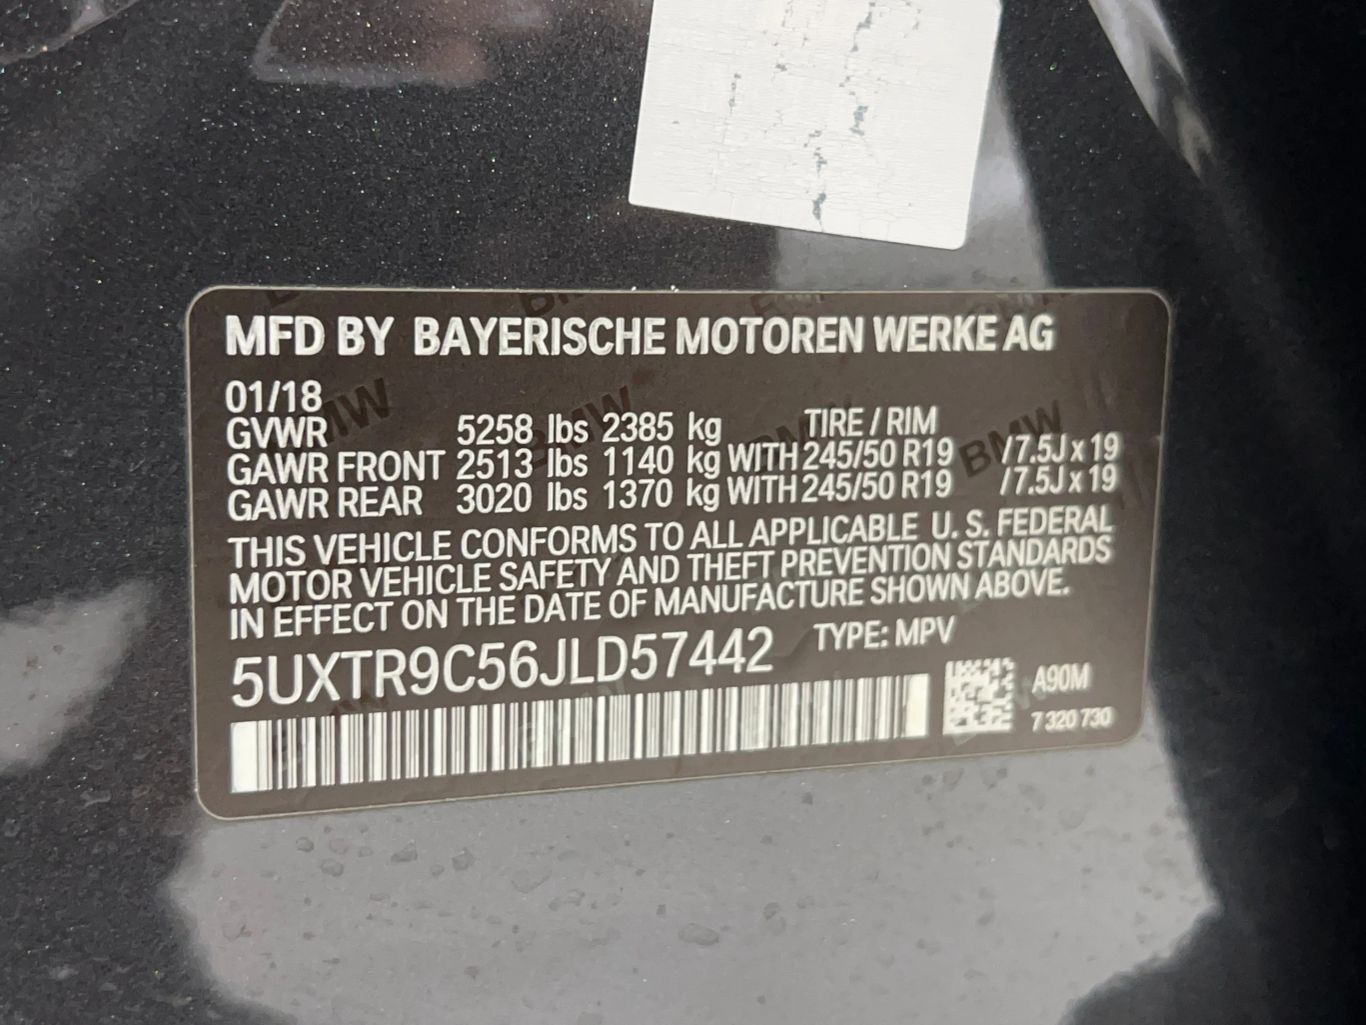 MFD BY BAYERISCHE MOTOREN WERKE AG
01/18
GVWR 5258 lbs 2385 kg TIRE / RIM
GAWR FRONT 2513 lbs 1140 kg WITH 245/50 R19 /7.5J x 19
GAWR REAR 3020 lbs 1370 kg WITH 245/50 R19 /7.5J x 19
THIS VEHICLE CONFORMS TO ALL APPLICABLE U. S. FEDERAL
MOTOR VEHICLE SAFETY AND THEFT PREVENTION STANDARDS
IN EFFECT ON THE DATE OF MANUFACTURE SHOWN ABOVE.
5UXTR9C56JLD57442 TYPE: MPV
A90M
7 320 730